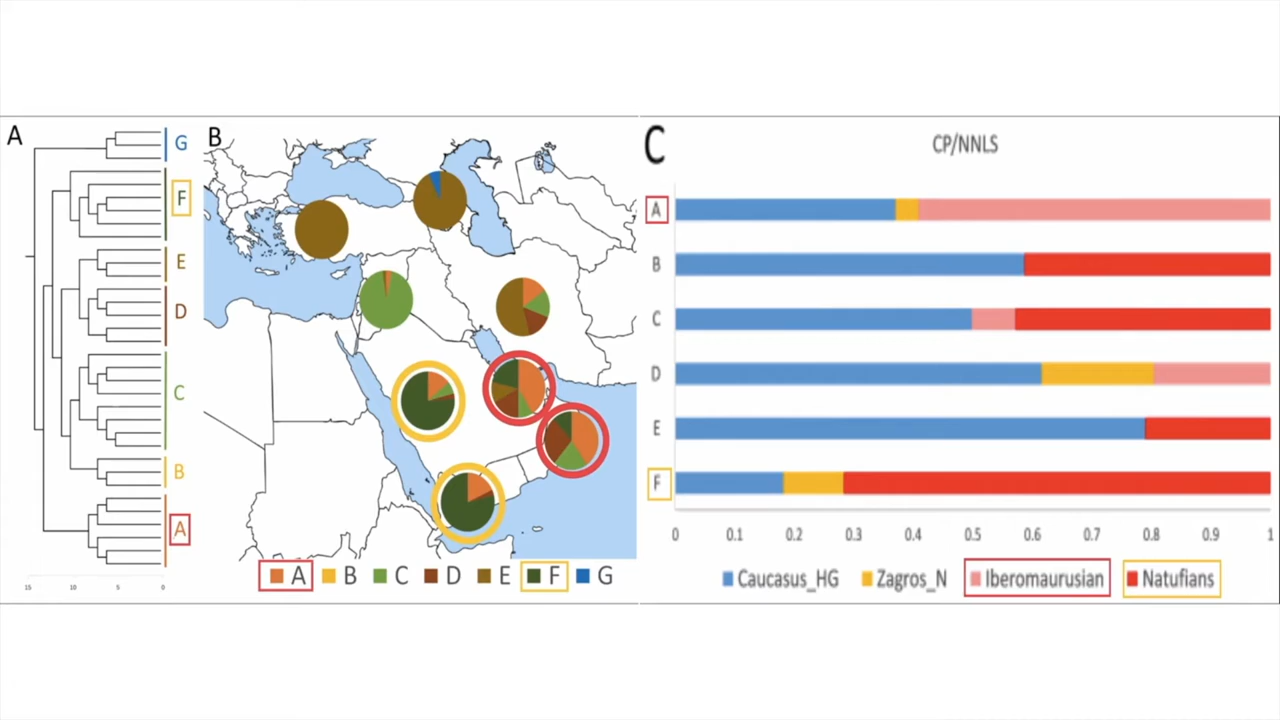 A
G
F
E
D
C
B
A
15 10 5 0
B
A B C D E F G
C
CP/NNLS
A
B
C
D
E
F
0 0.1 0.2 0.3 0.4 0.5 0.6 0.7 0.8 0.9 1
Caucasus_HG Zagros_N Iberomaurusian Natufians